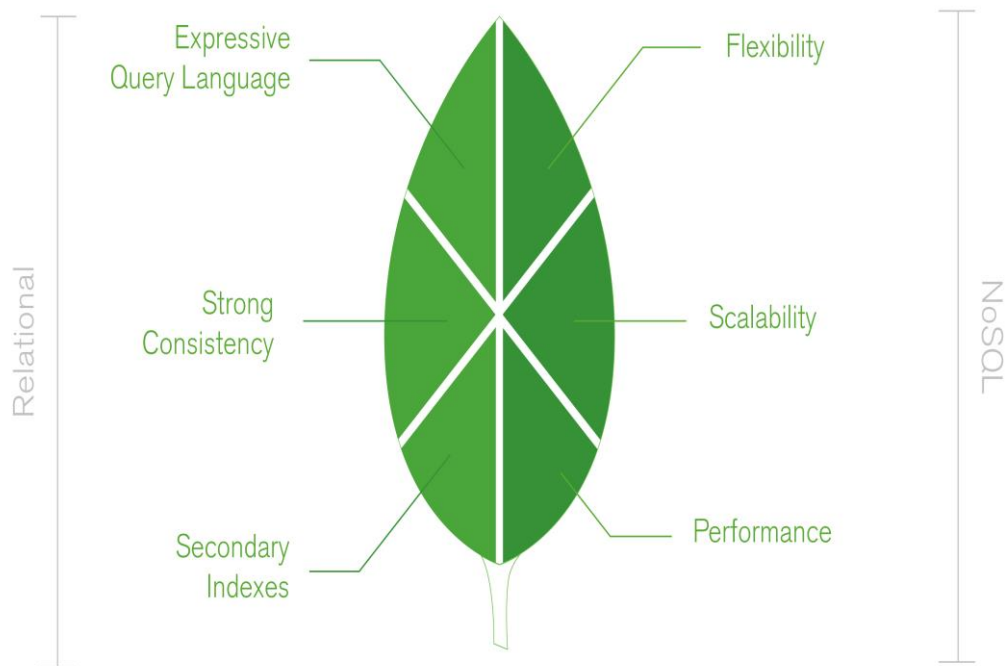 Relational
Expressive
Query Language
Strong
Consistency
Secondary
Indexes
Flexibility
Scalability
Performance
NoSQL